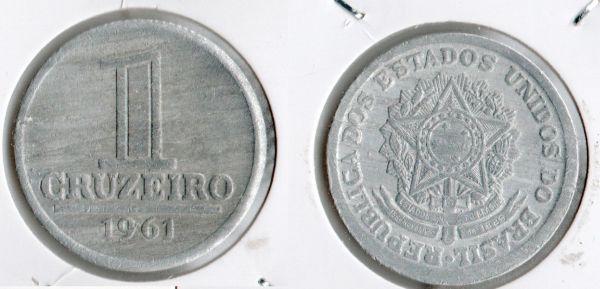 1
CRUZEIRO
1961
REPUBLICA DOS ESTADOS UNIDOS DO BRASIL